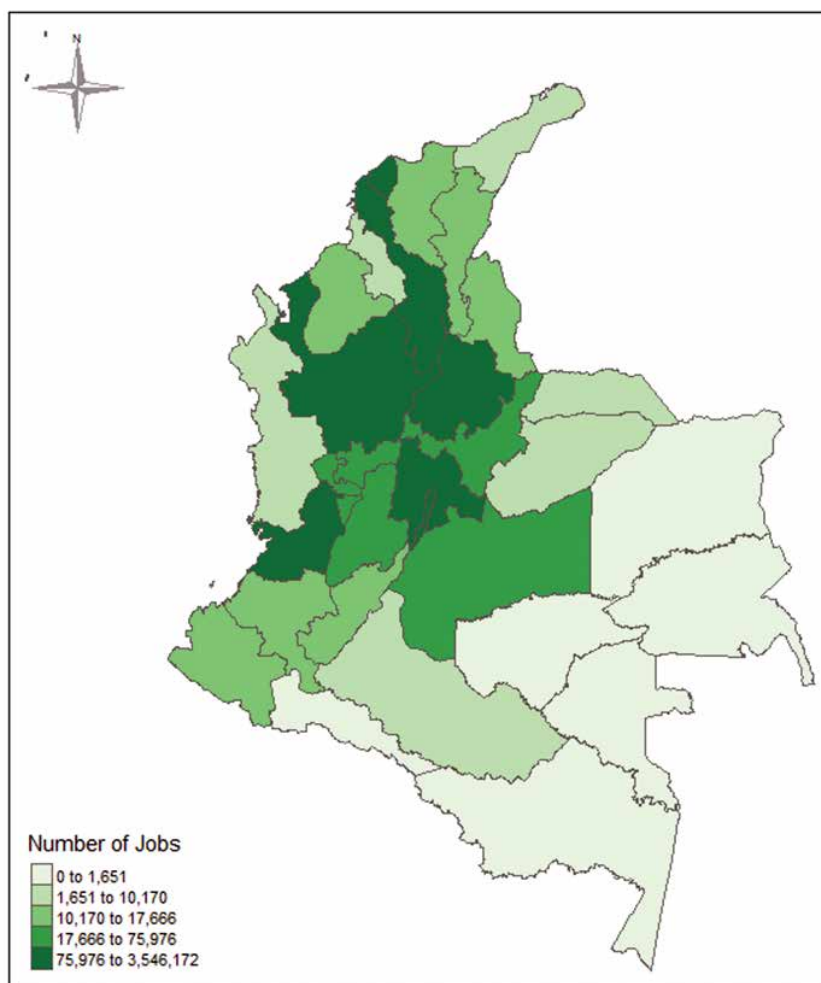 N
Number of Jobs
0 to 1,651
1,651 to 10,170
10,170 to 17,666
17,666 to 75,976
75,976 to 3,546,172